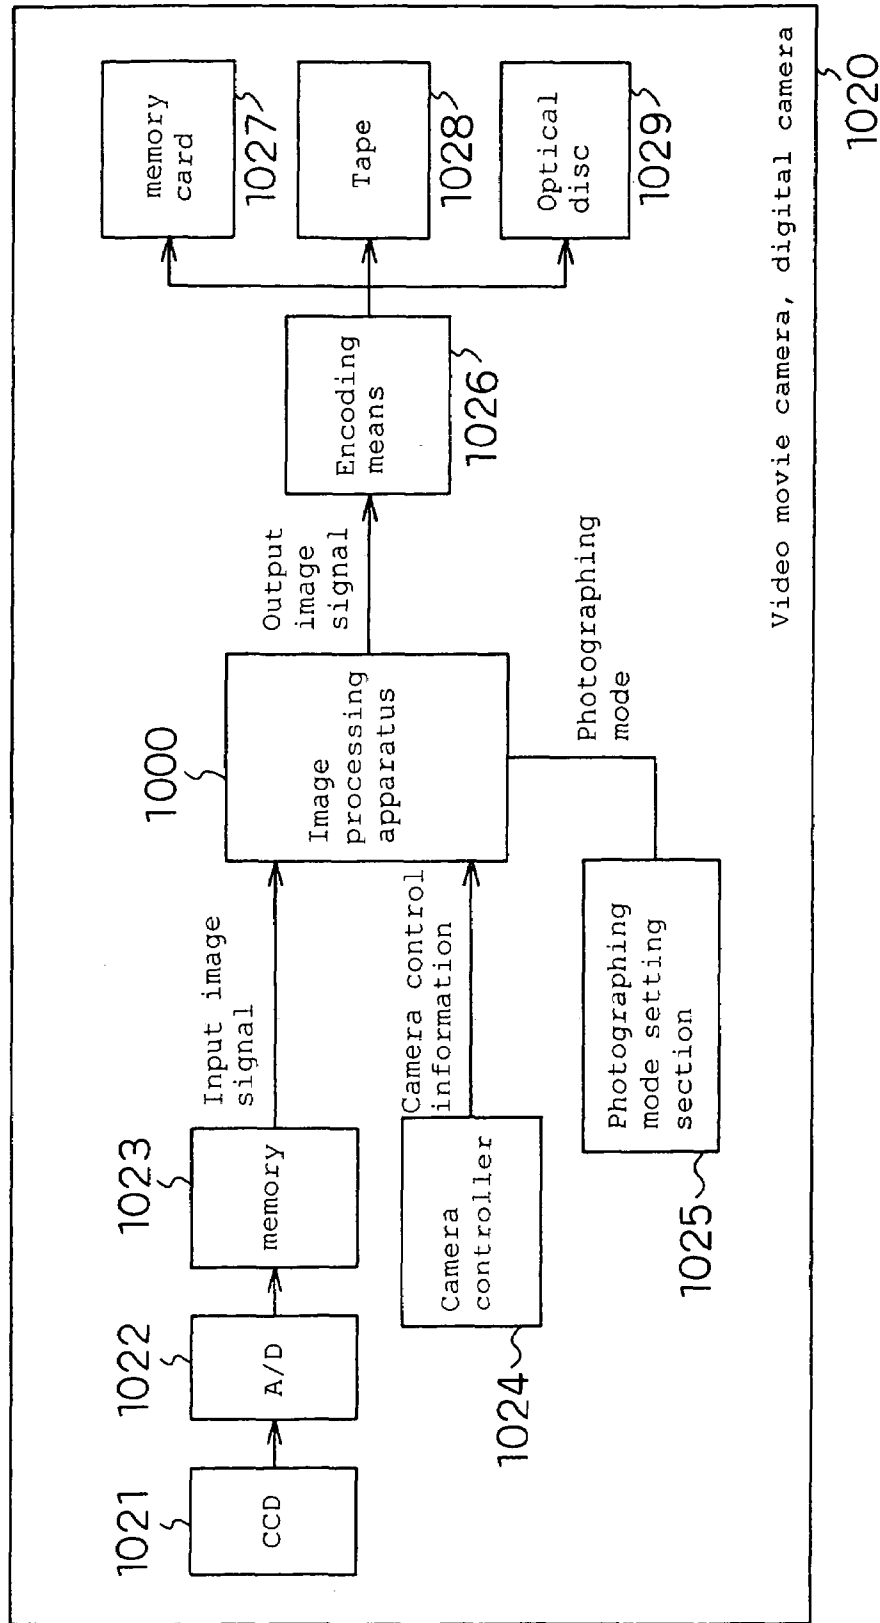 1021
CCD
1022
A/D
1023
memory
Input image
signal
1024
Camera
controller
Camera control
information
1025
Photographing
mode setting
section
Photographing
mode
1000
Image
processing
apparatus
Output
image
signal
Encoding
means
1026
memory
card
1027
Tape
1028
Optical
disc
1029
Video movie camera, digital camera
1020